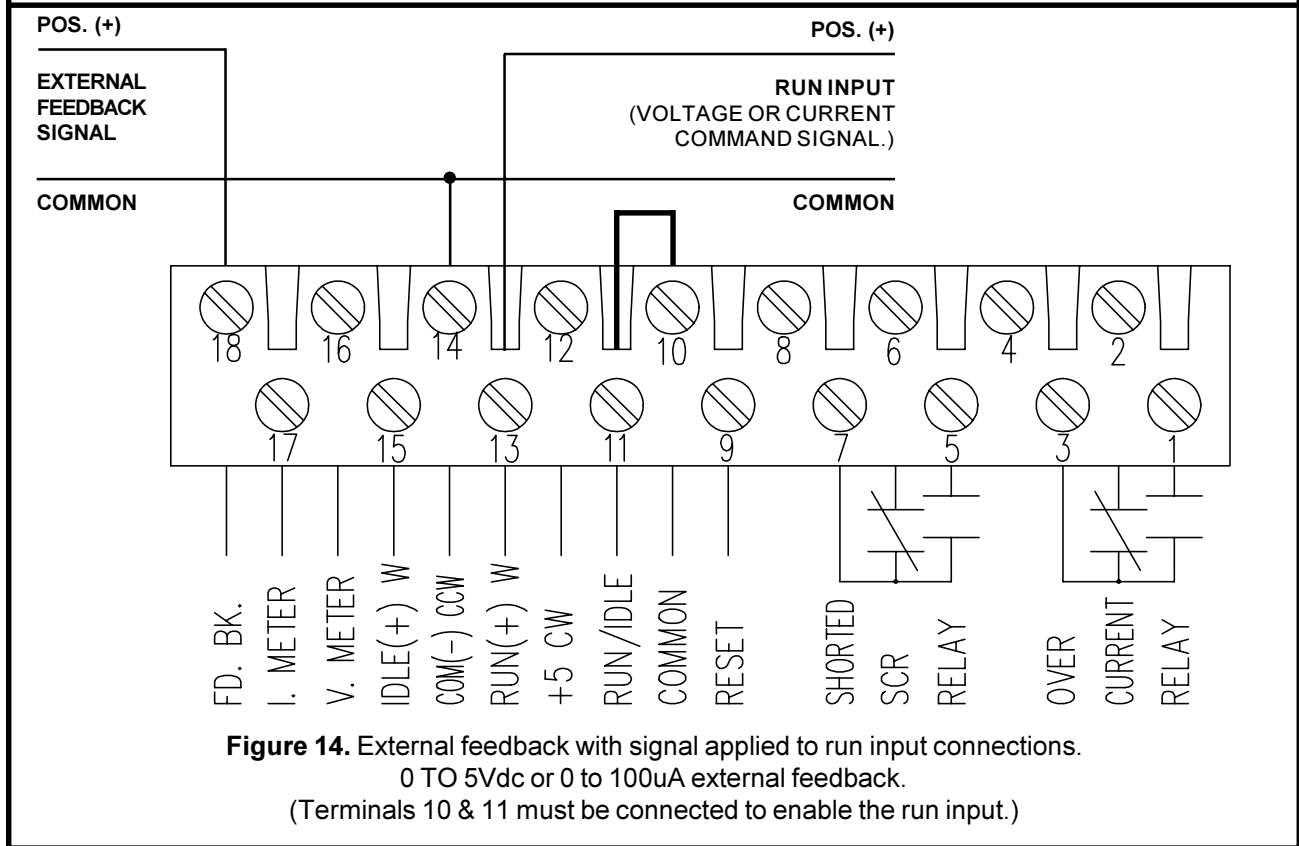 POS. (+)
POS. (+)
EXTERNAL
FEEDBACK
SIGNAL
RUN INPUT
(VOLTAGE OR CURRENT
COMMAND SIGNAL.)
COMMON
COMMON
18 16 14 12 10 8 6 4 2
17 15 13 11 9 7 5 3 1
FD. BK.
I. METER
V. METER
IDLE(+) W
COM(-) CCW
RUN(+) W
+5 CW
RUN/IDLE
COMMON
RESET
SHORTED
SCR
RELAY
OVER
CURRENT
RELAY
Figure 14. External feedback with signal applied to run input connections.
0 TO 5Vdc or 0 to 100uA external feedback.
(Terminals 10 & 11 must be connected to enable the run input.)